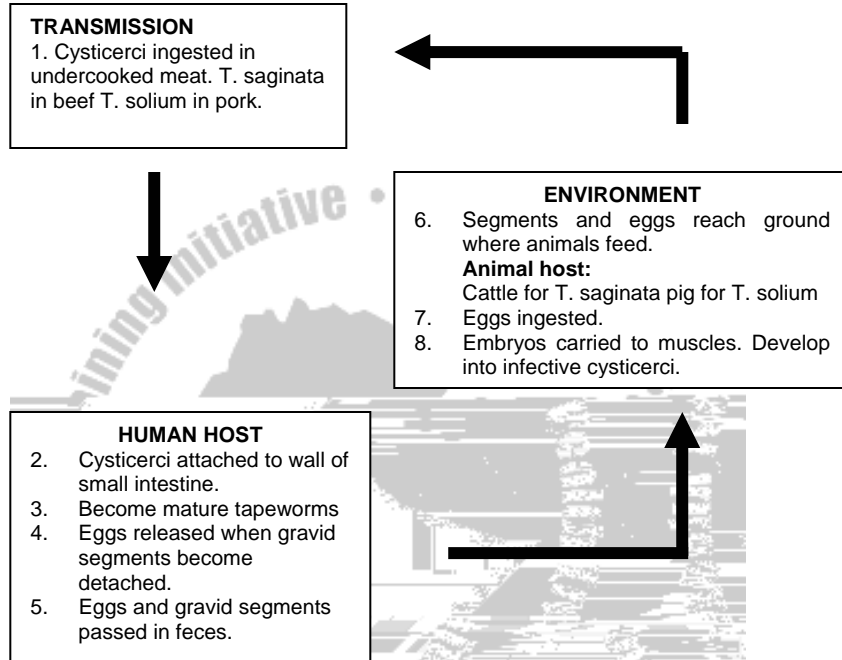 TRANSMISSION
1. Cysticerci ingested in
undercooked meat. T. saginata
in beef T. solium in pork.
ining Initiative •
ENVIRONMENT
6. Segments and eggs reach ground
where animals feed.
Animal host:
Cattle for T. saginata pig for T. solium
7. Eggs ingested.
8. Embryos carried to muscles. Develop
into infective cysticerci.
HUMAN HOST
2. Cysticerci attached to wall of
small intestine.
3. Become mature tapeworms
4. Eggs released when gravid
segments become
detached.
5. Eggs and gravid segments
passed in feces.